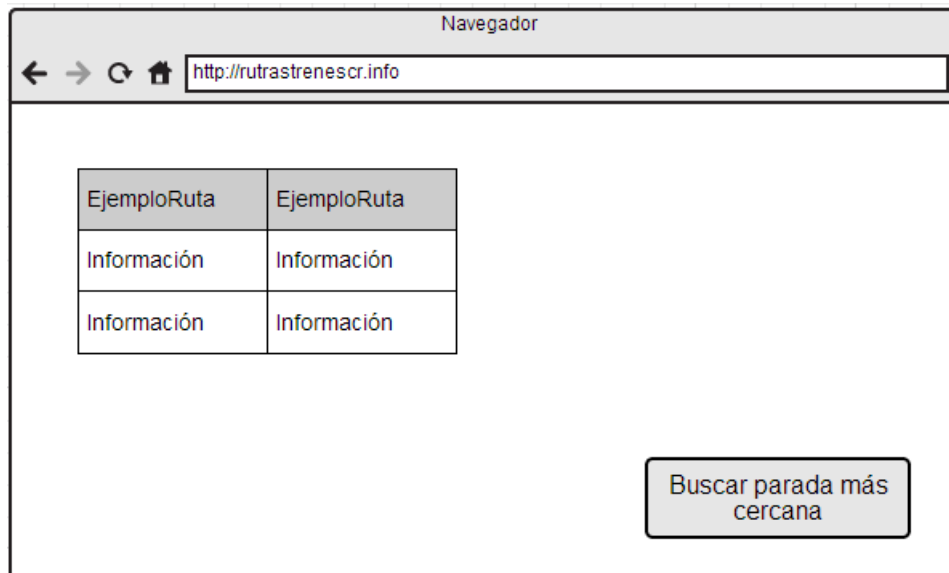 Navegador
http://rutrastrenescr.info
EjemploRuta EjemploRuta
Información Información
Información Información
Buscar parada más
cercana